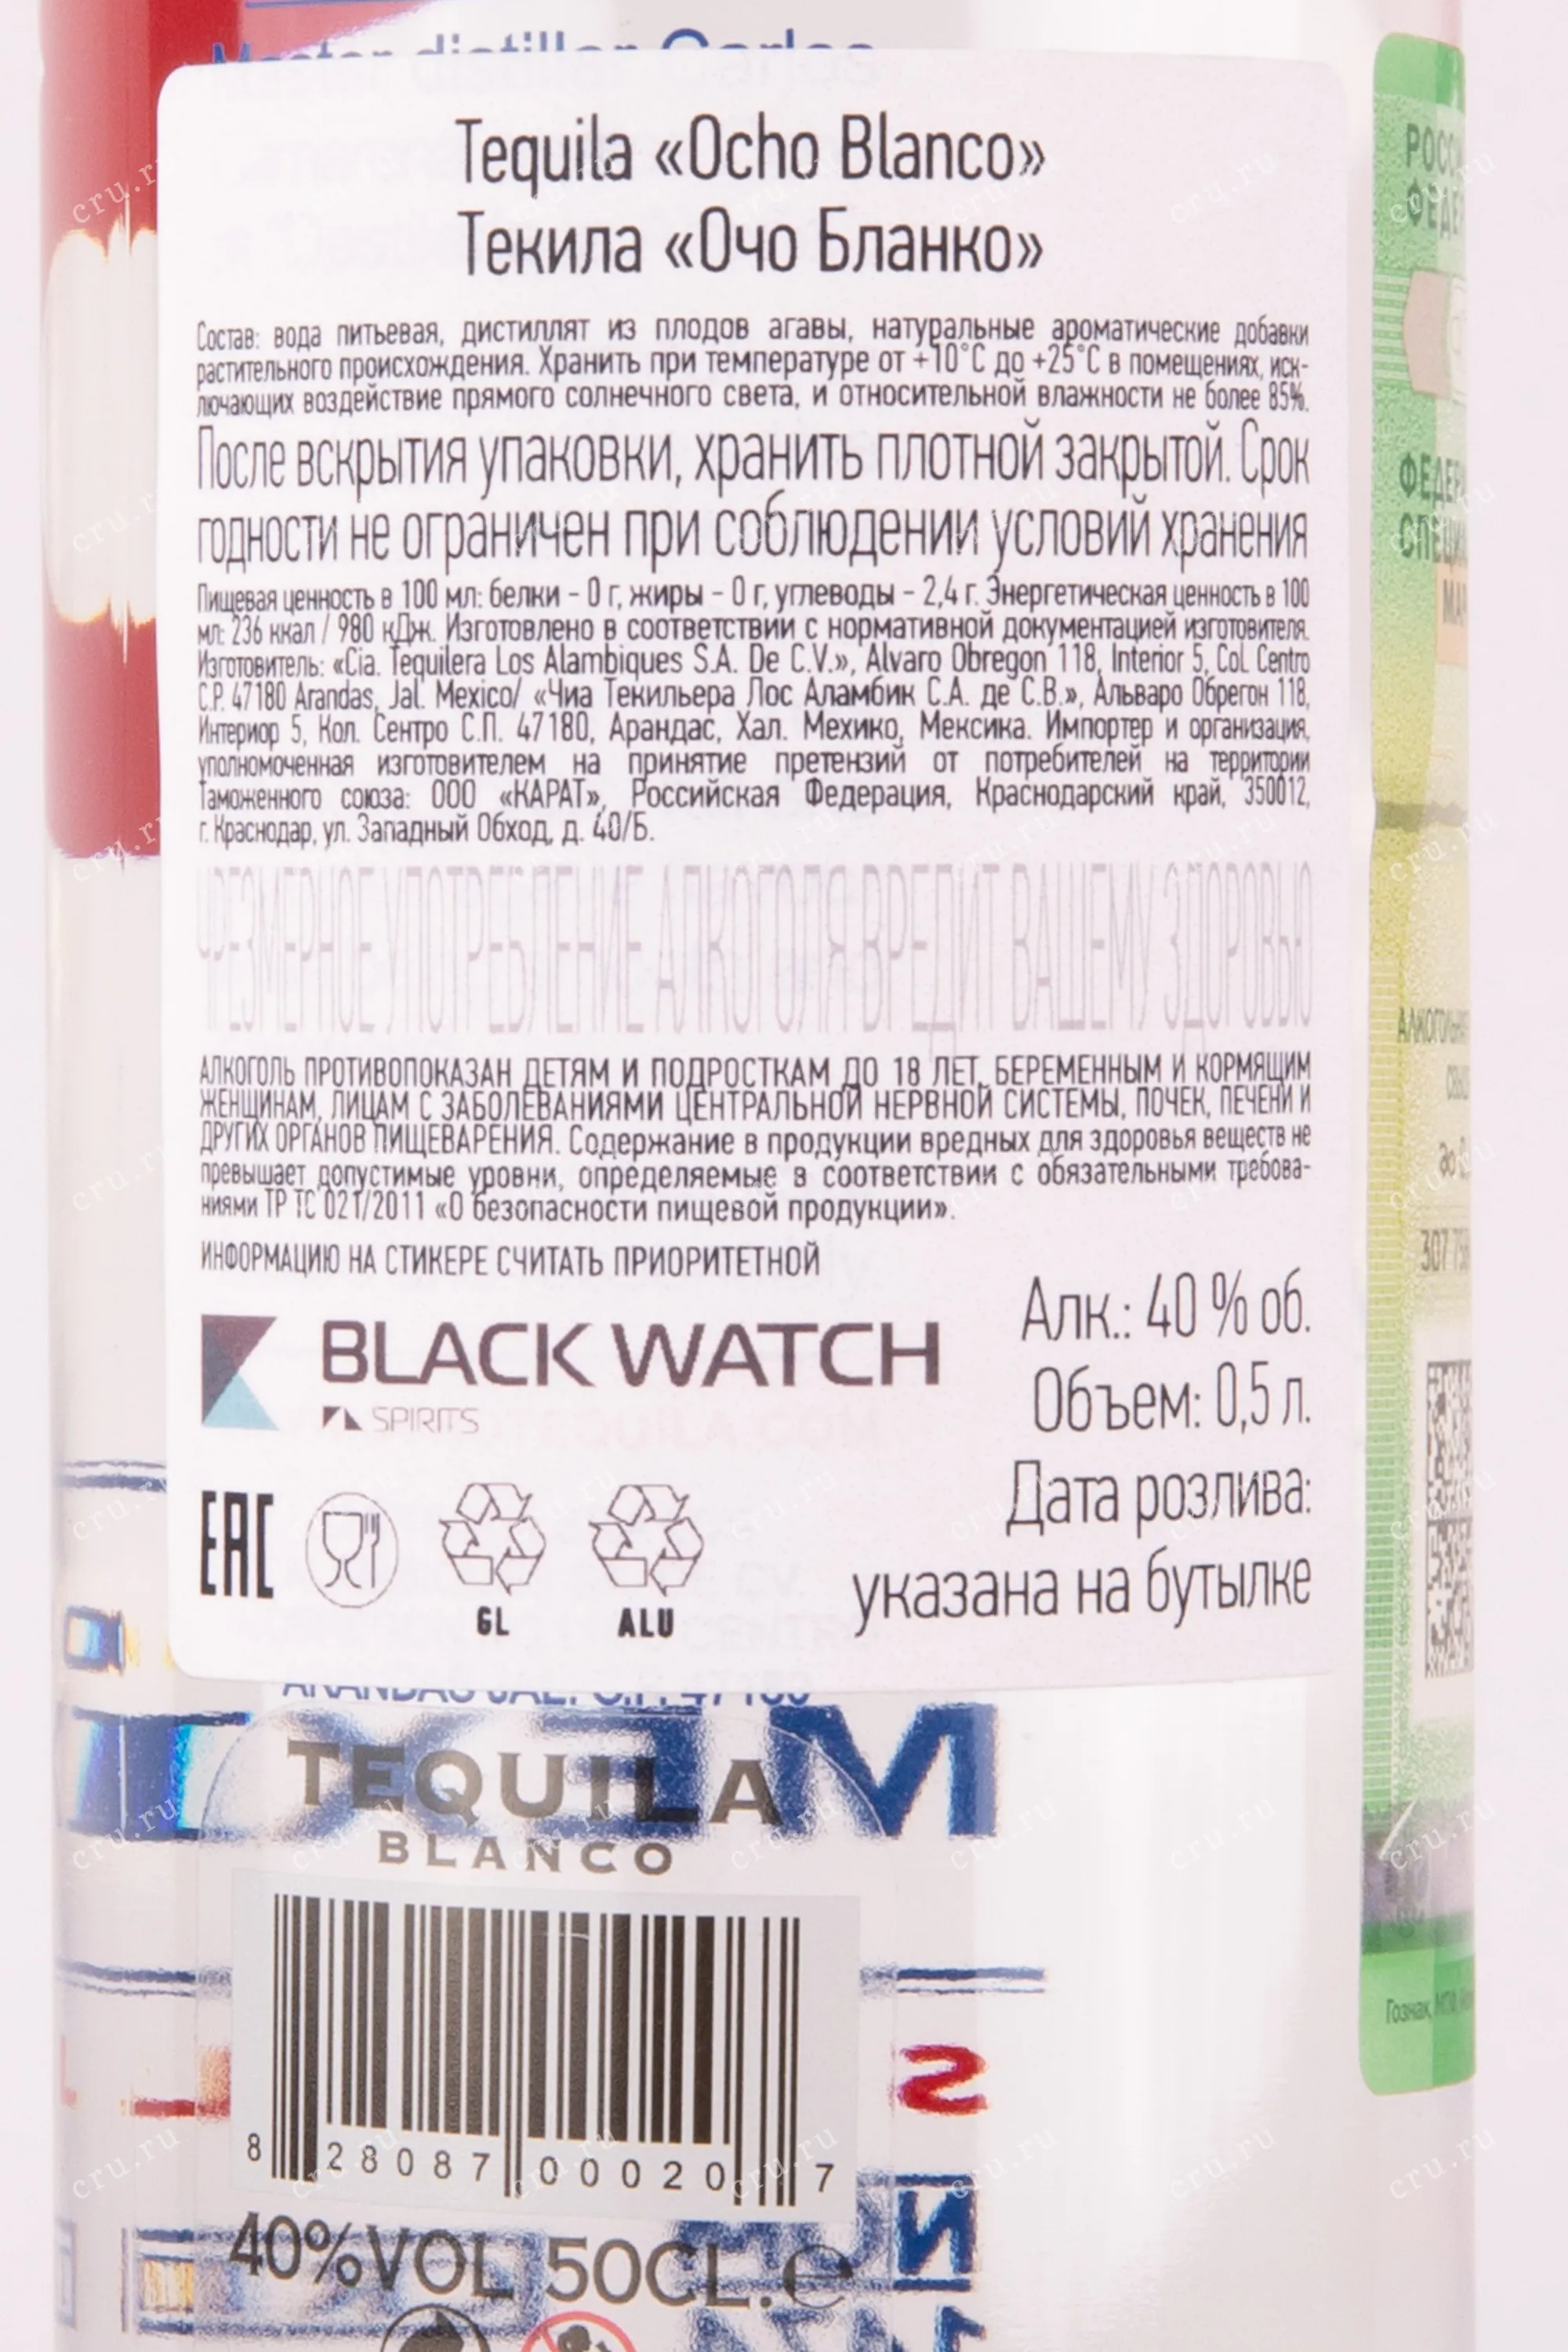 Master distiller Carlos
Tequila «Ocho Blanco»
Текила «Очо Бланко»
Состав: вода питьевая, дистиллят из плодов агавы, натуральные ароматические добавки
растительного происхождения. Хранить при температуре от +10°С до +25°С в помещениях, иск-
лючающих воздействие прямого солнечного света, и относительной влажности не более 85%.
После вскрытия упаковки, хранить плотной закрытой. Срок
годности не ограничен при соблюдении условий хранения
Пищевая ценность в 100 мл: белки – 0 г, жиры – 0 г, углеводы – 2,4 г. Энергетическая ценность в 100
мл: 236 ккал / 980 кДж. Изготовлено в соответствии с нормативной документацией изготовителя.
Изготовитель: «Cia. Tequilera Los Alambiques S.A. De C.V.», Alvaro Obregon 118, Interior 5, Col. Centro
C.P. 47180 Arandas, Jal. Mexico/ «Чиа Текильера Лос Аламбик С.А. де С.В.», Альваро Обрегон 118,
Интериор 5, Кол. Сентро С.П. 47180, Арандас, Хал. Мехико, Мексика. Импортер и организация,
уполномоченная изготовителем на принятие претензий от потребителей на территории
Таможенного союза: ООО «КАРАТ», Российская Федерация, Краснодарский край, 350012,
г. Краснодар, ул. Западный Обход, д. 40/Б.
ЧРЕЗМЕРНОЕ УПОТРЕБЛЕНИЕ АЛКОГОЛЯ ВРЕДИТ ВАШЕМУ ЗДОРОВЬЮ
АЛКОГОЛЬ ПРОТИВОПОКАЗАН ДЕТЯМ И ПОДРОСТКАМ ДО 18 ЛЕТ, БЕРЕМЕННЫМ И КОРМЯЩИМ
ЖЕНЩИНАМ, ЛИЦАМ С ЗАБОЛЕВАНИЯМИ ЦЕНТРАЛЬНОЙ НЕРВНОЙ СИСТЕМЫ, ПОЧЕК, ПЕЧЕНИ И
ДРУГИХ ОРГАНОВ ПИЩЕВАРЕНИЯ. Содержание в продукции вредных для здоровья веществ не
превышает допустимые уровни, определяемые в соответствии с обязательными требова-
ниями ТР ТС 021/2011 «О безопасности пищевой продукции».
ИНФОРМАЦИЮ НА СТИКЕРЕ СЧИТАТЬ ПРИОРИТЕТНОЙ
BLACK WATCH
SPIRITS
Алк.: 40 % об.
Объем: 0,5 л.
Дата розлива:
указана на бутылке
EAC
GL
ALU
TEQUILA
BLANCO
8 28087 00020 7
40%VOL 50CL.e
Гознак,
cru.ru